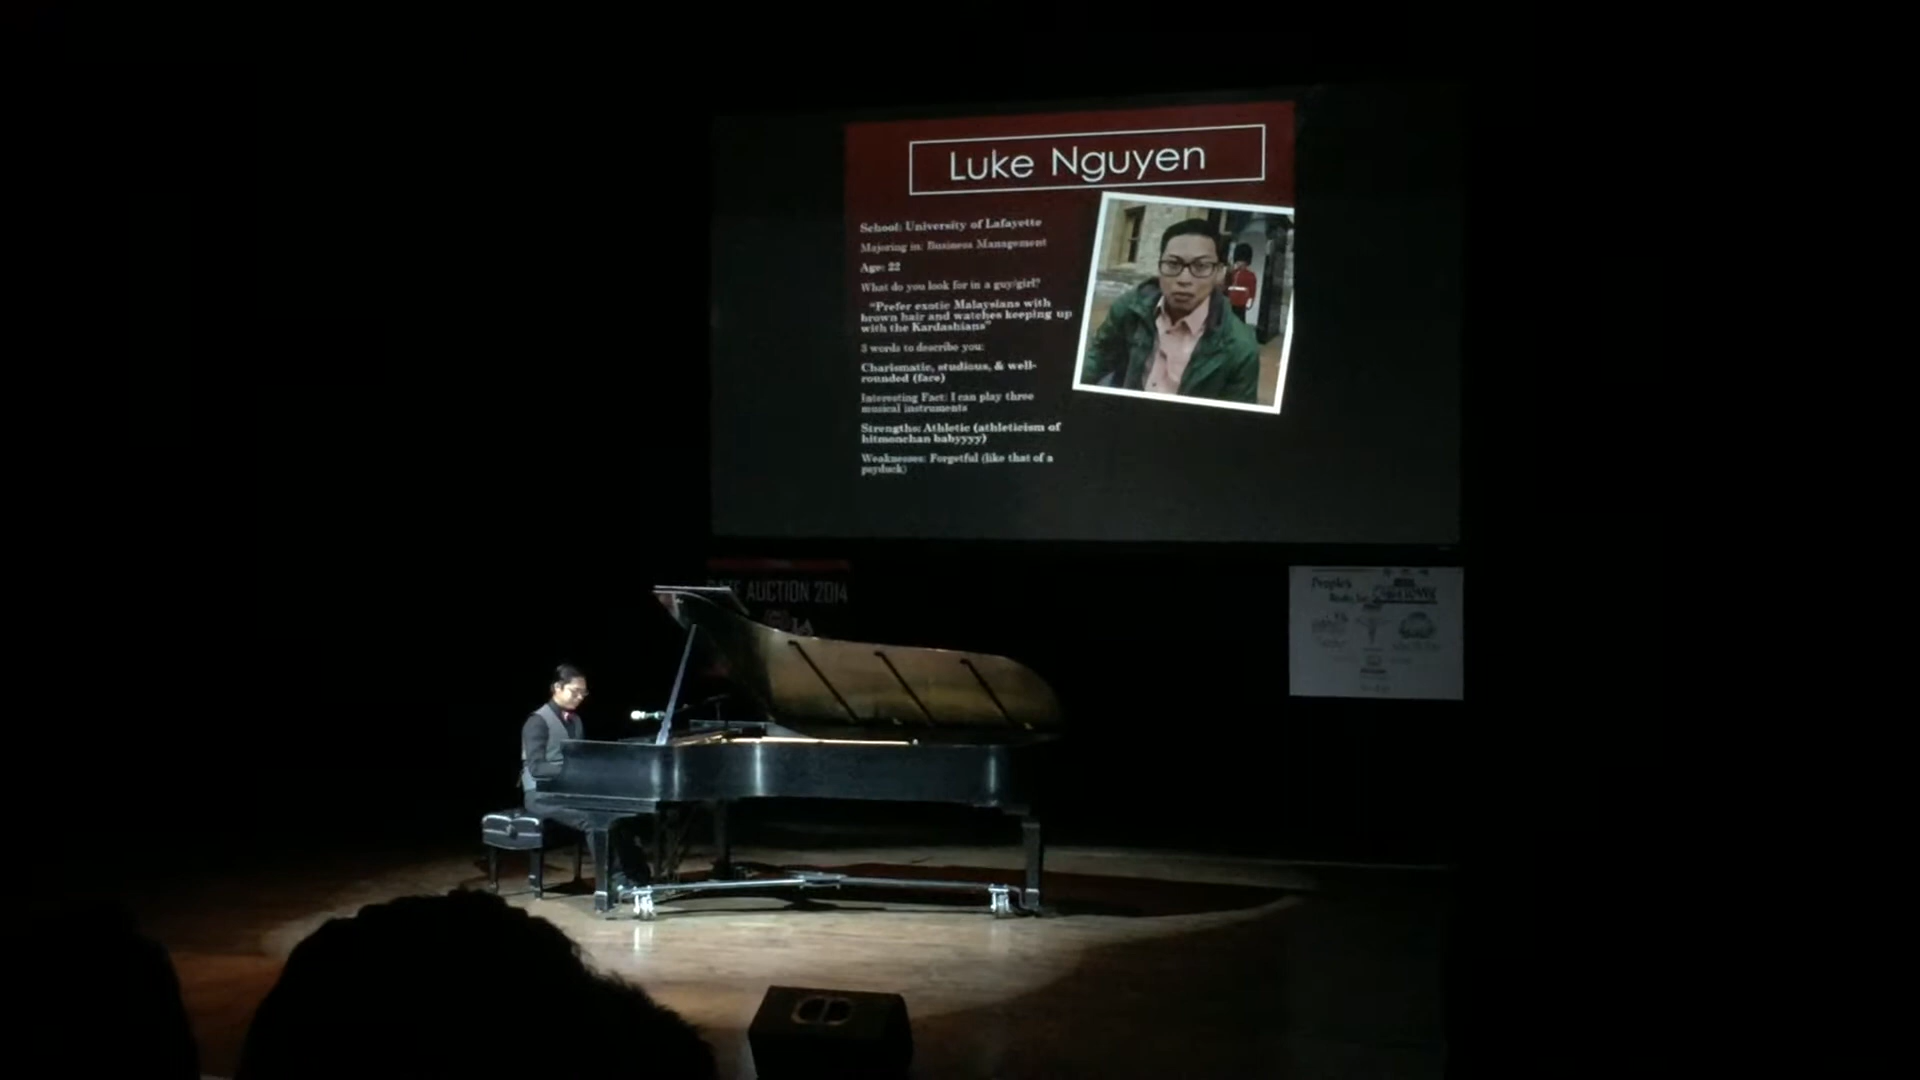 Luke Nguyen
School: University of Lafayette
Majoring in: Business Management
Age: 22
What do you look for in a guy/girl?
"Prefer exotic Malaysians with
brown hair and watches keeping up
with the Kardashians"
3 words to describe you:
Charismatic, studious, & well-
rounded (face)
Interesting Fact: I can play three
musical instruments
Strengths: Athletic (athleticism of
hitmonchan babyyyy)
Weaknesses: Forgetful (like that of a
psyduck)
AUCTION 2014
People's